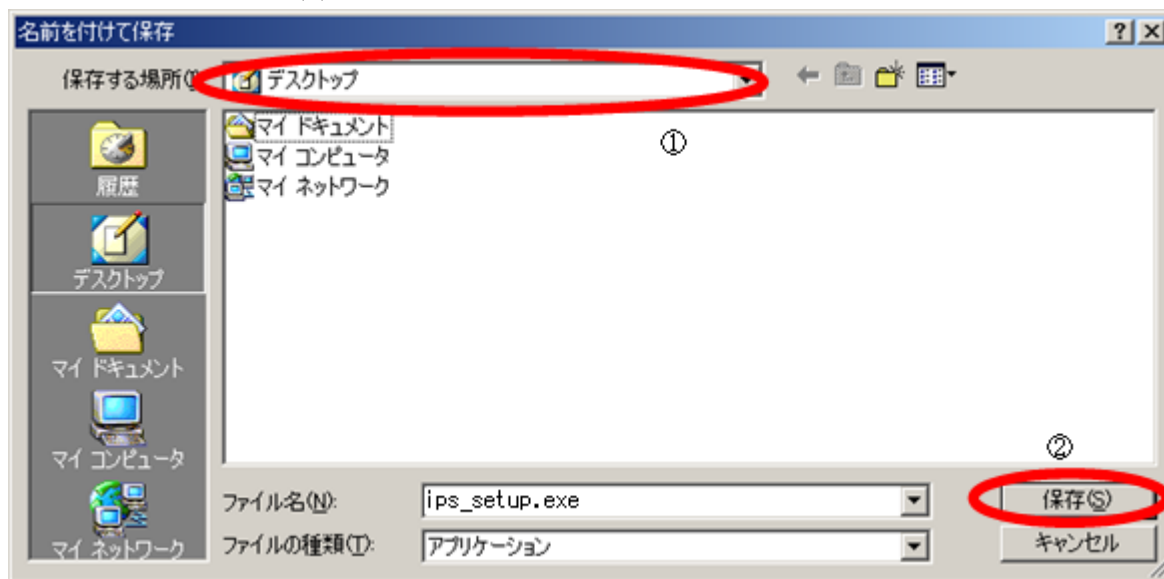 名前を付けて保存
保存する場所(I):
デスクトップ
マイ ドキュメント
マイ コンピュータ
マイ ネットワーク
①
履歴
デスクトップ
マイ ドキュメント
マイ コンピュータ
マイ ネットワーク
②
ファイル名(N):
ips_setup.exe
保存(S)
ファイルの種類(T):
アプリケーション
キャンセル